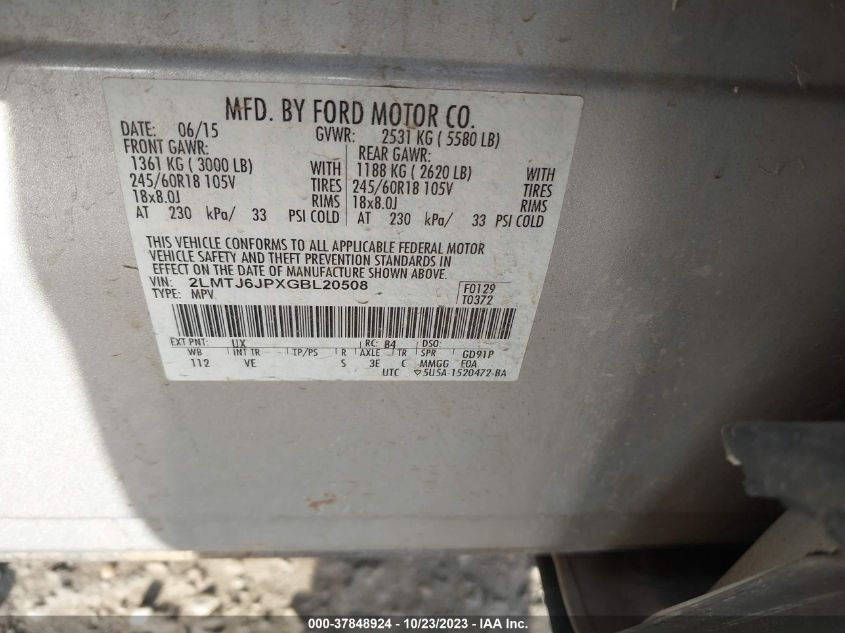 MFD. BY FORD MOTOR CO.
DATE: 06/15 GVWR: 2531 KG ( 5580 LB)
FRONT GAWR: REAR GAWR:
1361 KG ( 3000 LB) WITH 1188 KG ( 2620 LB) WITH
245/60R18 105V TIRES 245/60R18 105V TIRES
18x8.0J RIMS 18x8.0J RIMS
AT 230 kPa/ 33 PSI COLD AT 230 kPa/ 33 PSI COLD
THIS VEHICLE CONFORMS TO ALL APPLICABLE FEDERAL MOTOR
VEHICLE SAFETY AND THEFT PREVENTION STANDARDS IN
EFFECT ON THE DATE OF MANUFACTURE SHOWN ABOVE.
VIN: 2LMTJ6JPXGBL20508 F0129
TYPE: MPV T0372
EXT PNT: UX RC: B4 DSO:
WB INT TR TP/PS R AXLE TR SPR GD91P
112 VE S 3E C MMGG E0A
UTC ▽5U5A-1520472-BA
000-37848924 | 10/23/2023 | Copyright © IAA, Inc.